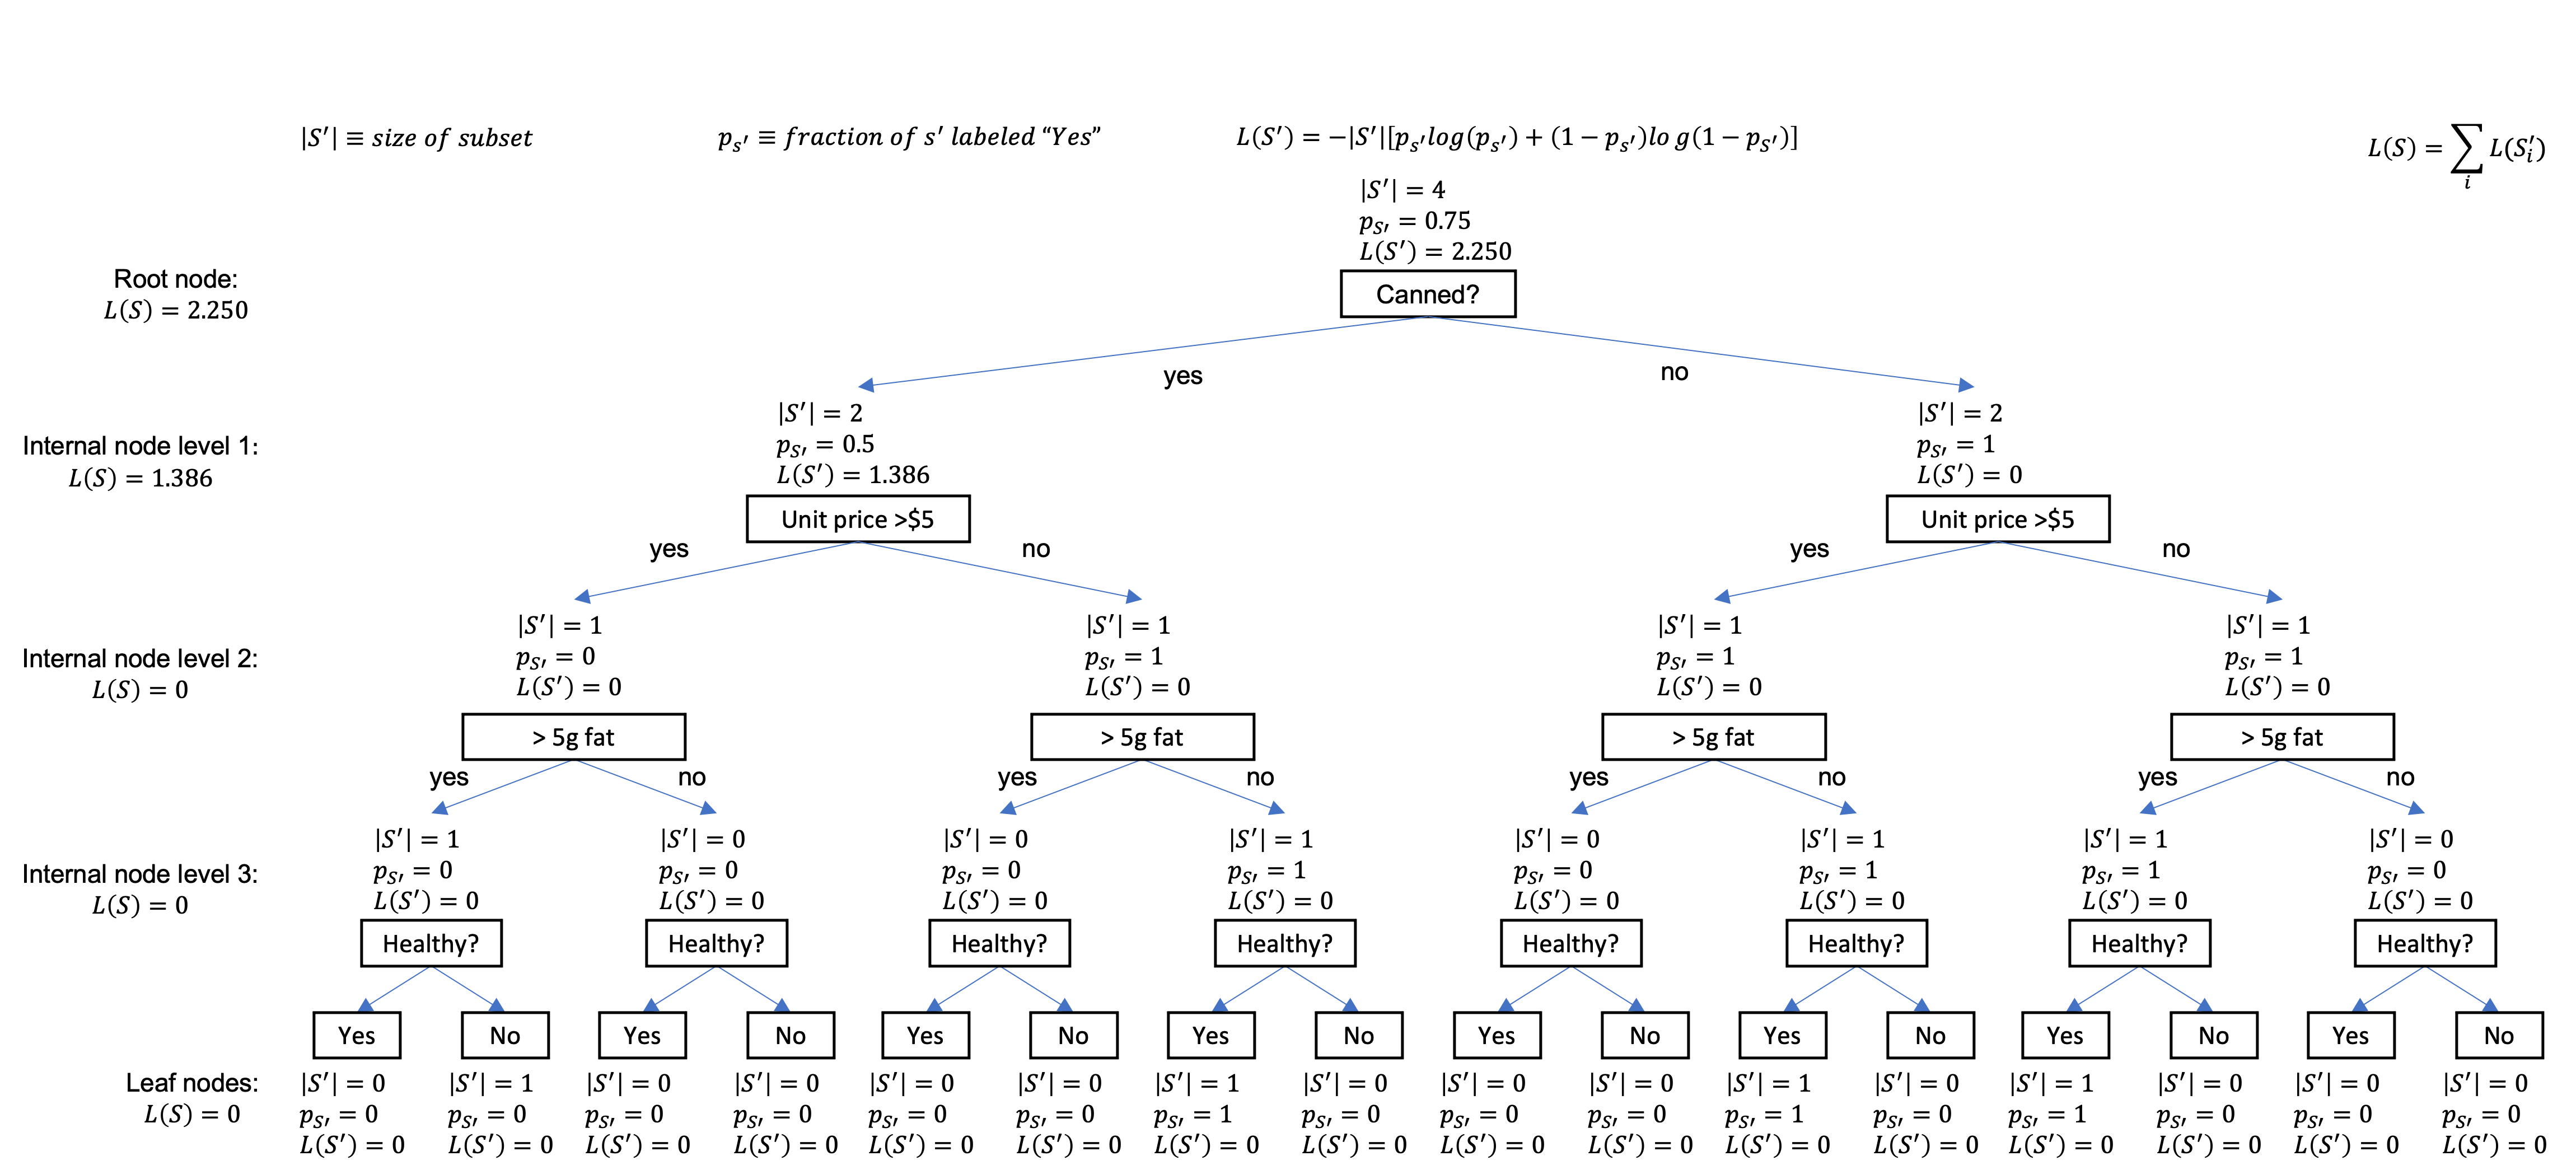 |S′| ≡ size of subset
p_{s′} ≡ fraction of s′ labeled “Yes”
L(S′) = −|S′|[p_{s′}log(p_{s′}) + (1 − p_{s′})lo g(1 − p_{s′})]
L(S) = ∑_i L(S′_i)
|S′| = 4
p_{S′} = 0.75
L(S′) = 2.250
Root node:
L(S) = 2.250
Canned?
yes
no
Internal node level 1:
L(S) = 1.386
|S′| = 2
p_{S′} = 0.5
L(S′) = 1.386
Unit price >$5
|S′| = 2
p_{S′} = 1
L(S′) = 0
Unit price >$5
yes
no
yes
no
Internal node level 2:
L(S) = 0
|S′| = 1
p_{S′} = 0
L(S′) = 0
> 5g fat
|S′| = 1
p_{S′} = 1
L(S′) = 0
> 5g fat
|S′| = 1
p_{S′} = 1
L(S′) = 0
> 5g fat
|S′| = 1
p_{S′} = 1
L(S′) = 0
> 5g fat
yes
no
yes
no
yes
no
yes
no
Internal node level 3:
L(S) = 0
|S′| = 1
p_{S′} = 0
L(S′) = 0
Healthy?
|S′| = 0
p_{S′} = 0
L(S′) = 0
Healthy?
|S′| = 0
p_{S′} = 0
L(S′) = 0
Healthy?
|S′| = 1
p_{S′} = 1
L(S′) = 0
Healthy?
|S′| = 0
p_{S′} = 0
L(S′) = 0
Healthy?
|S′| = 1
p_{S′} = 1
L(S′) = 0
Healthy?
|S′| = 1
p_{S′} = 1
L(S′) = 0
Healthy?
|S′| = 0
p_{S′} = 0
L(S′) = 0
Healthy?
Leaf nodes:
L(S) = 0
Yes
|S′| = 0
p_{S′} = 0
L(S′) = 0
No
|S′| = 1
p_{S′} = 0
L(S′) = 0
Yes
|S′| = 0
p_{S′} = 0
L(S′) = 0
No
|S′| = 0
p_{S′} = 0
L(S′) = 0
Yes
|S′| = 0
p_{S′} = 0
L(S′) = 0
No
|S′| = 0
p_{S′} = 0
L(S′) = 0
Yes
|S′| = 1
p_{S′} = 1
L(S′) = 0
No
|S′| = 0
p_{S′} = 0
L(S′) = 0
Yes
|S′| = 0
p_{S′} = 0
L(S′) = 0
No
|S′| = 0
p_{S′} = 0
L(S′) = 0
Yes
|S′| = 1
p_{S′} = 1
L(S′) = 0
No
|S′| = 0
p_{S′} = 0
L(S′) = 0
Yes
|S′| = 1
p_{S′} = 1
L(S′) = 0
No
|S′| = 0
p_{S′} = 0
L(S′) = 0
Yes
|S′| = 0
p_{S′} = 0
L(S′) = 0
No
|S′| = 0
p_{S′} = 0
L(S′) = 0